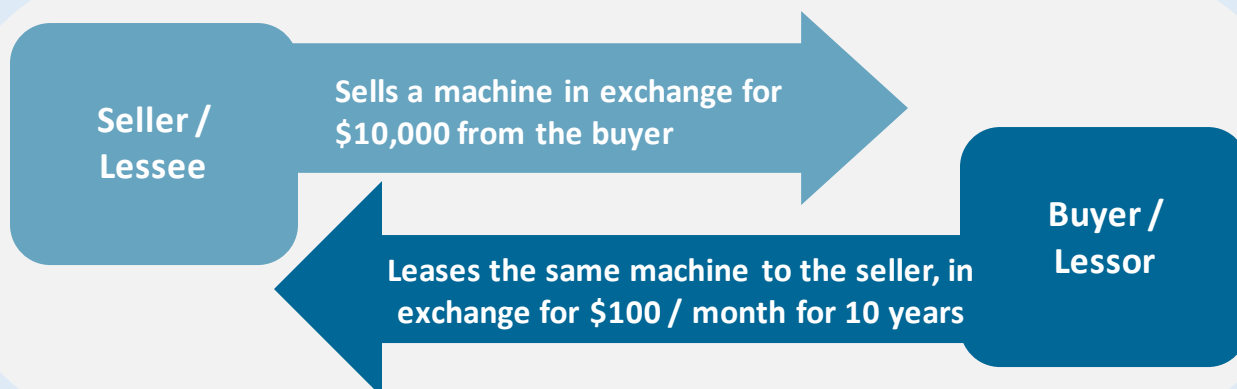 Seller /
Lessee
Sells a machine in exchange for
$10,000 from the buyer
Buyer /
Lessor
Leases the same machine to the seller, in
exchange for $100 / month for 10 years